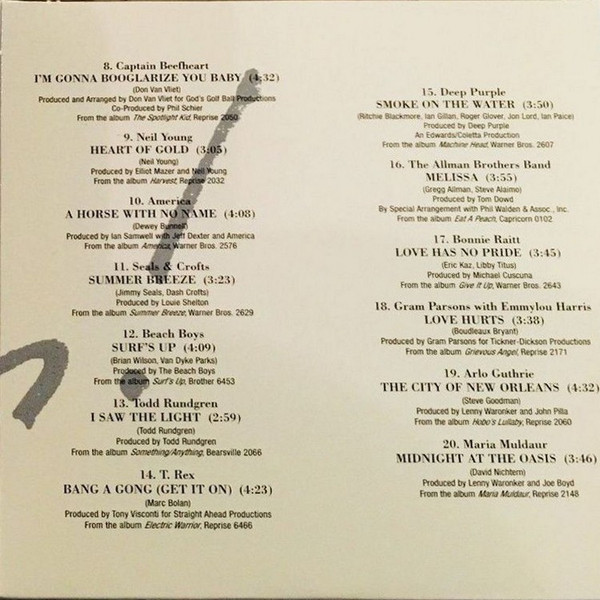 8. Captain Beefheart
I'M GONNA BOOGLARIZE YOU BABY (4:32)
(Don Van Vliet)
Produced and Arranged by Don Van Vliet for God's Golf Ball Productions
Co-Produced by Phil Schier
From the album The Spotlight Kid, Reprise 2050
9. Neil Young
HEART OF GOLD (3:05)
(Neil Young)
Produced by Elliot Mazer and Neil Young
From the album Harvest, Reprise 2032
10. America
A HORSE WITH NO NAME (4:08)
(Dewey Bunnell)
Produced by Ian Samwell with Jeff Dexter and America
From the album America, Warner Bros. 2576
11. Seals & Crofts
SUMMER BREEZE (3:23)
(Jimmy Seals, Dash Crofts)
Produced by Louie Shelton
From the album Summer Breeze, Warner Bros. 2629
12. Beach Boys
SURF'S UP (4:09)
(Brian Wilson, Van Dyke Parks)
Produced by The Beach Boys
From the album Surf's Up, Brother 6453
13. Todd Rundgren
I SAW THE LIGHT (2:59)
(Todd Rundgren)
Produced by Todd Rundgren
From the album Something/Anything, Bearsville 2066
14. T. Rex
BANG A GONG (GET IT ON) (4:23)
(Marc Bolan)
Produced by Tony Visconti for Straight Ahead Productions
From the album Electric Warrior, Reprise 6466
15. Deep Purple
SMOKE ON THE WATER (3:50)
(Ritchie Blackmore, Ian Gillan, Roger Glover, Jon Lord, Ian Paice)
Produced by Deep Purple
An Edwards/Coletta Production
From the album Machine Head, Warner Bros. 2607
16. The Allman Brothers Band
MELISSA (3:55)
(Gregg Allman, Steve Alaimo)
Produced by Tom Dowd
By Special Arrangement with Phil Walden & Assoc., Inc.
From the album Eat A Peach, Capricorn 0102
17. Bonnie Raitt
LOVE HAS NO PRIDE (3:45)
(Eric Kaz, Libby Titus)
Produced by Michael Cuscuna
From the album Give It Up, Warner Bros. 2643
18. Gram Parsons with Emmylou Harris
LOVE HURTS (3:38)
(Boudleaux Bryant)
Produced by Gram Parsons for Tickner-Dickson Productions
From the album Grievous Angel, Reprise 2171
19. Arlo Guthrie
THE CITY OF NEW ORLEANS (4:32)
(Steve Goodman)
Produced by Lenny Waronker and John Pilla
From the album Hobo's Lullaby, Reprise 2060
20. Maria Muldaur
MIDNIGHT AT THE OASIS (3:46)
(David Nichtern)
Produced by Lenny Waronker and Joe Boyd
From the album Maria Muldaur, Reprise 2148